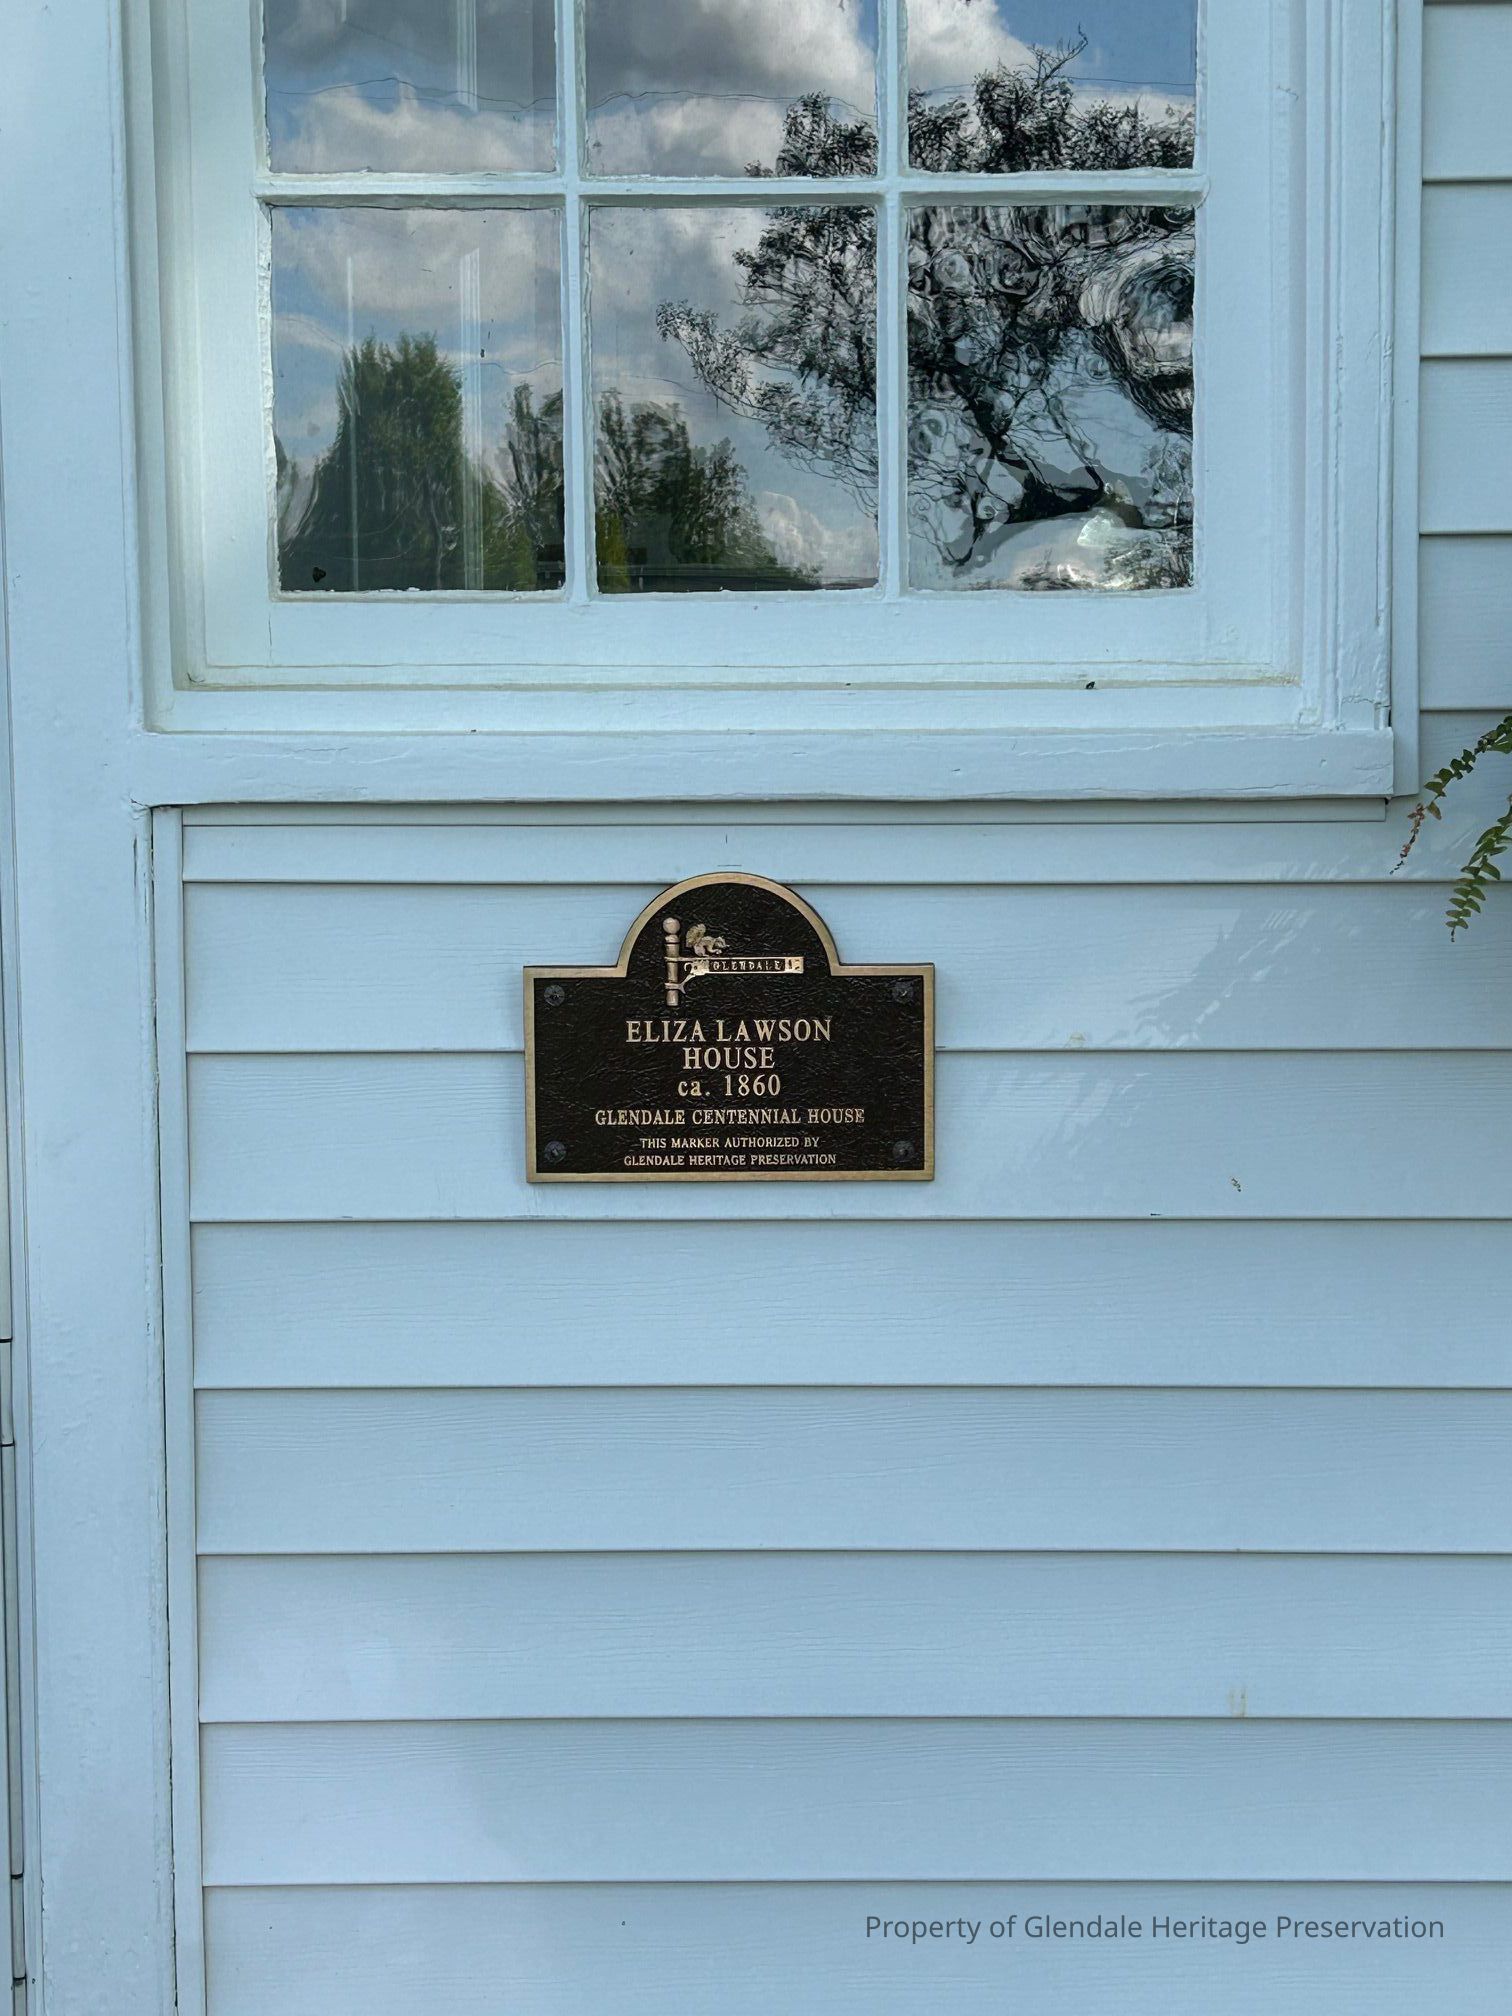 GLENDALE
ELIZA LAWSON
HOUSE
ca. 1860
GLENDALE CENTENNIAL HOUSE
THIS MARKER AUTHORIZED BY
GLENDALE HERITAGE PRESERVATION
Property of Glendale Heritage Preservation